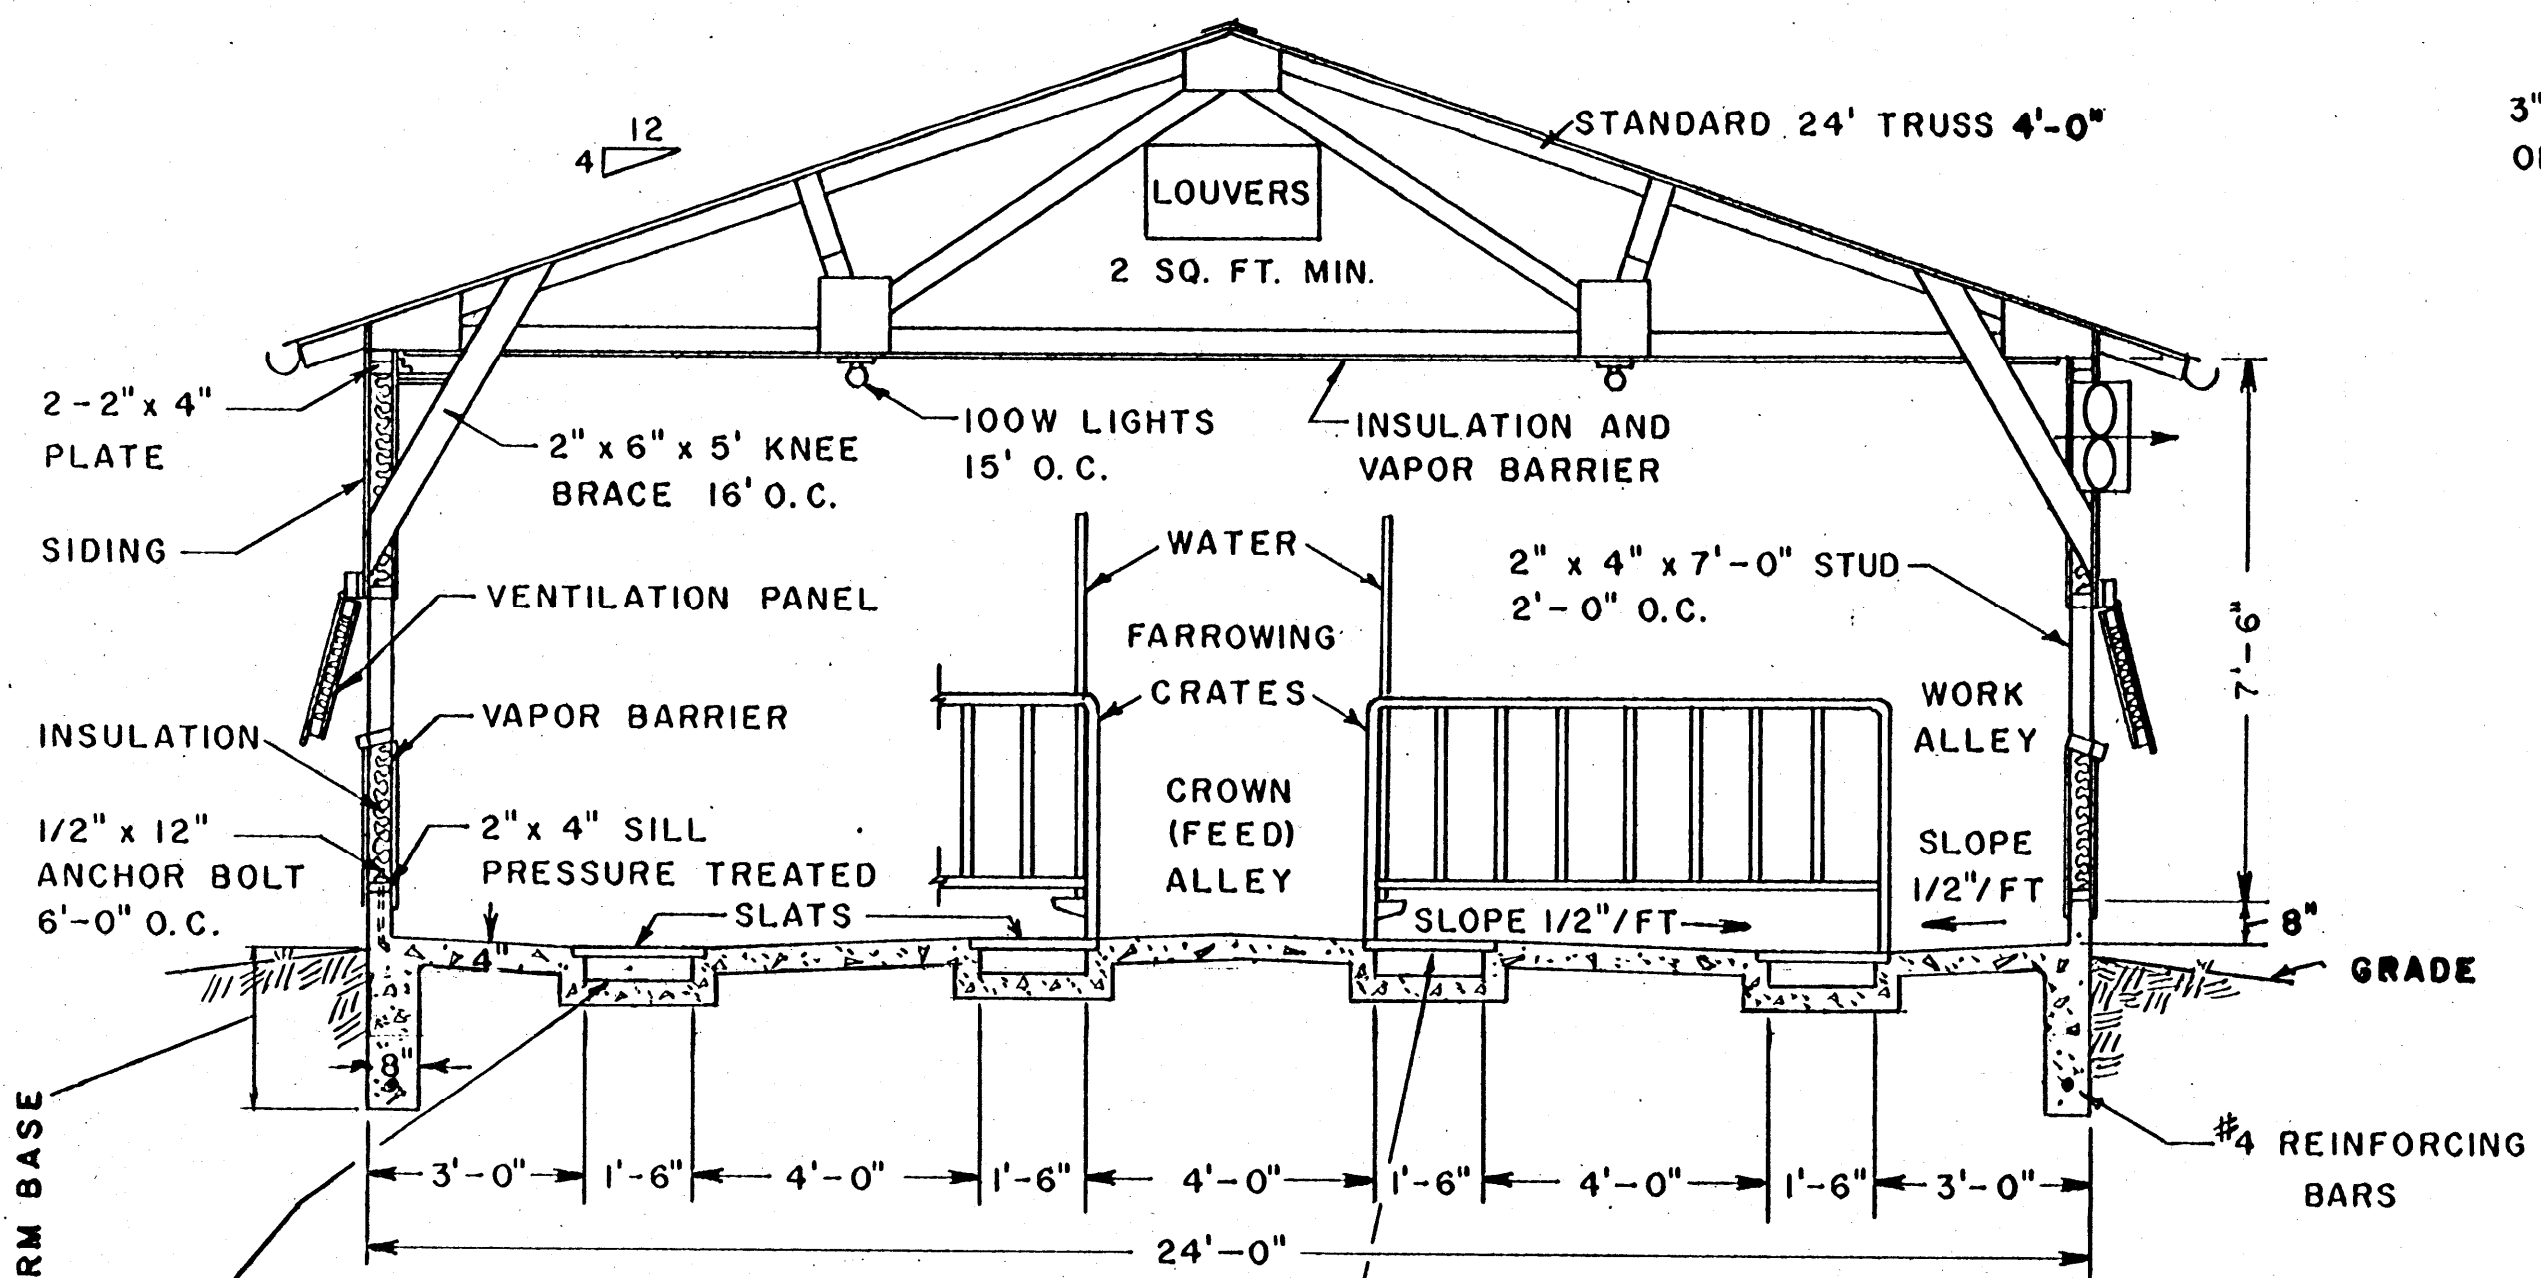 12
4
STANDARD 24' TRUSS 4'-0"
3"
LOUVERS
2 SQ. FT. MIN.
2-2" x 4"
PLATE
100W LIGHTS
15' O.C.
INSULATION AND
VAPOR BARRIER
2" x 6" x 5' KNEE
BRACE 16' O.C.
SIDING
WATER
2" x 4" x 7'-0" STUD
2'-0" O.C.
VENTILATION PANEL
FARROWING
CRATES
7'-6"
WORK
ALLEY
VAPOR BARRIER
INSULATION
CROWN
(FEED)
ALLEY
1/2" x 12"
ANCHOR BOLT
6'-0" O.C.
2" x 4" SILL
PRESSURE TREATED
SLATS
SLOPE
1/2"/FT
SLOPE 1/2"/FT
8"
4"
GRADE
8"
RM BASE
#4 REINFORCING
BARS
3'-0" 1'-6" 4'-0" 1'-6" 4'-0" 1'-6" 4'-0" 1'-6" 3'-0"
24'-0"